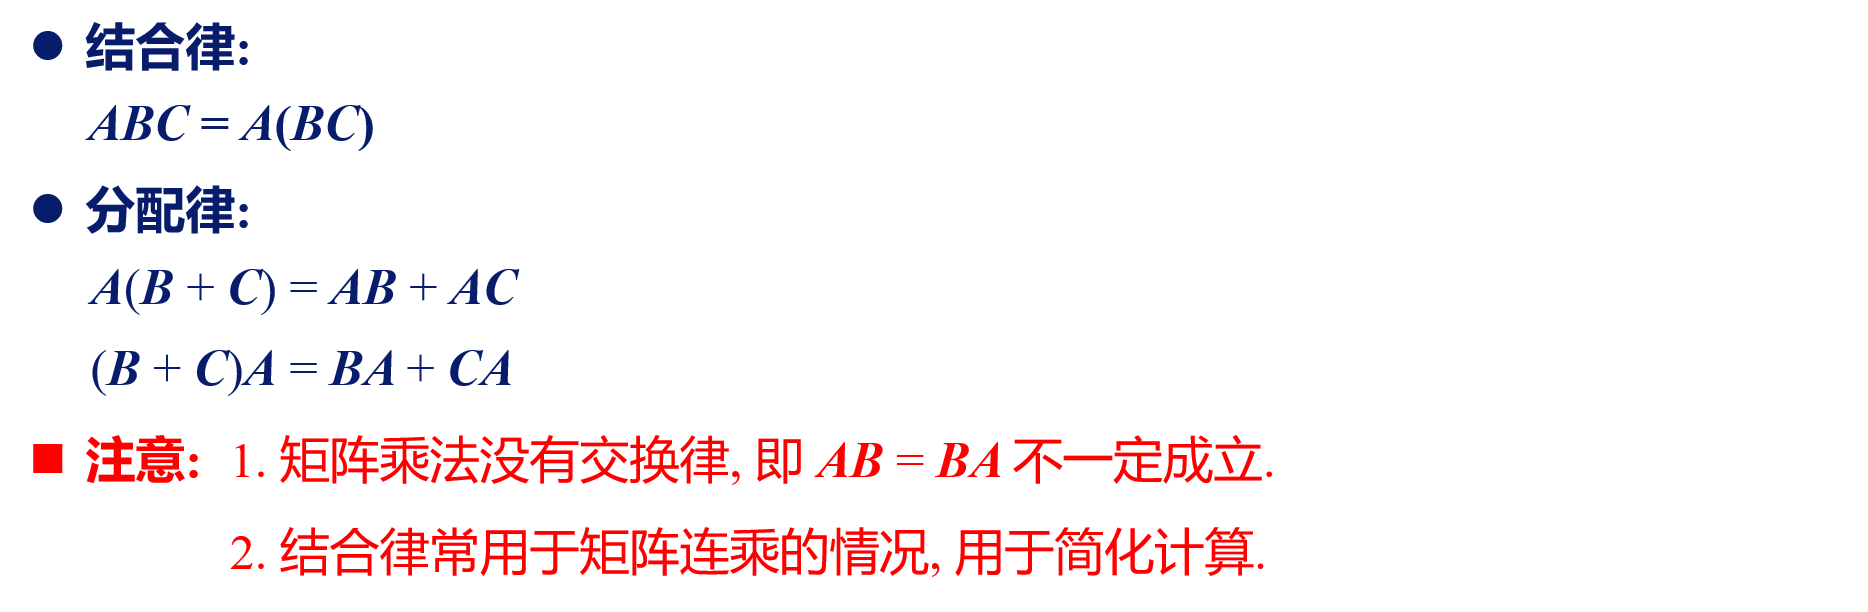 ● 结合律:
ABC = A(BC)
● 分配律:
A(B + C) = AB + AC
(B + C)A = BA + CA
■ 注意: 1. 矩阵乘法没有交换律, 即 AB = BA 不一定成立.
2. 结合律常用于矩阵连乘的情况, 用于简化计算.